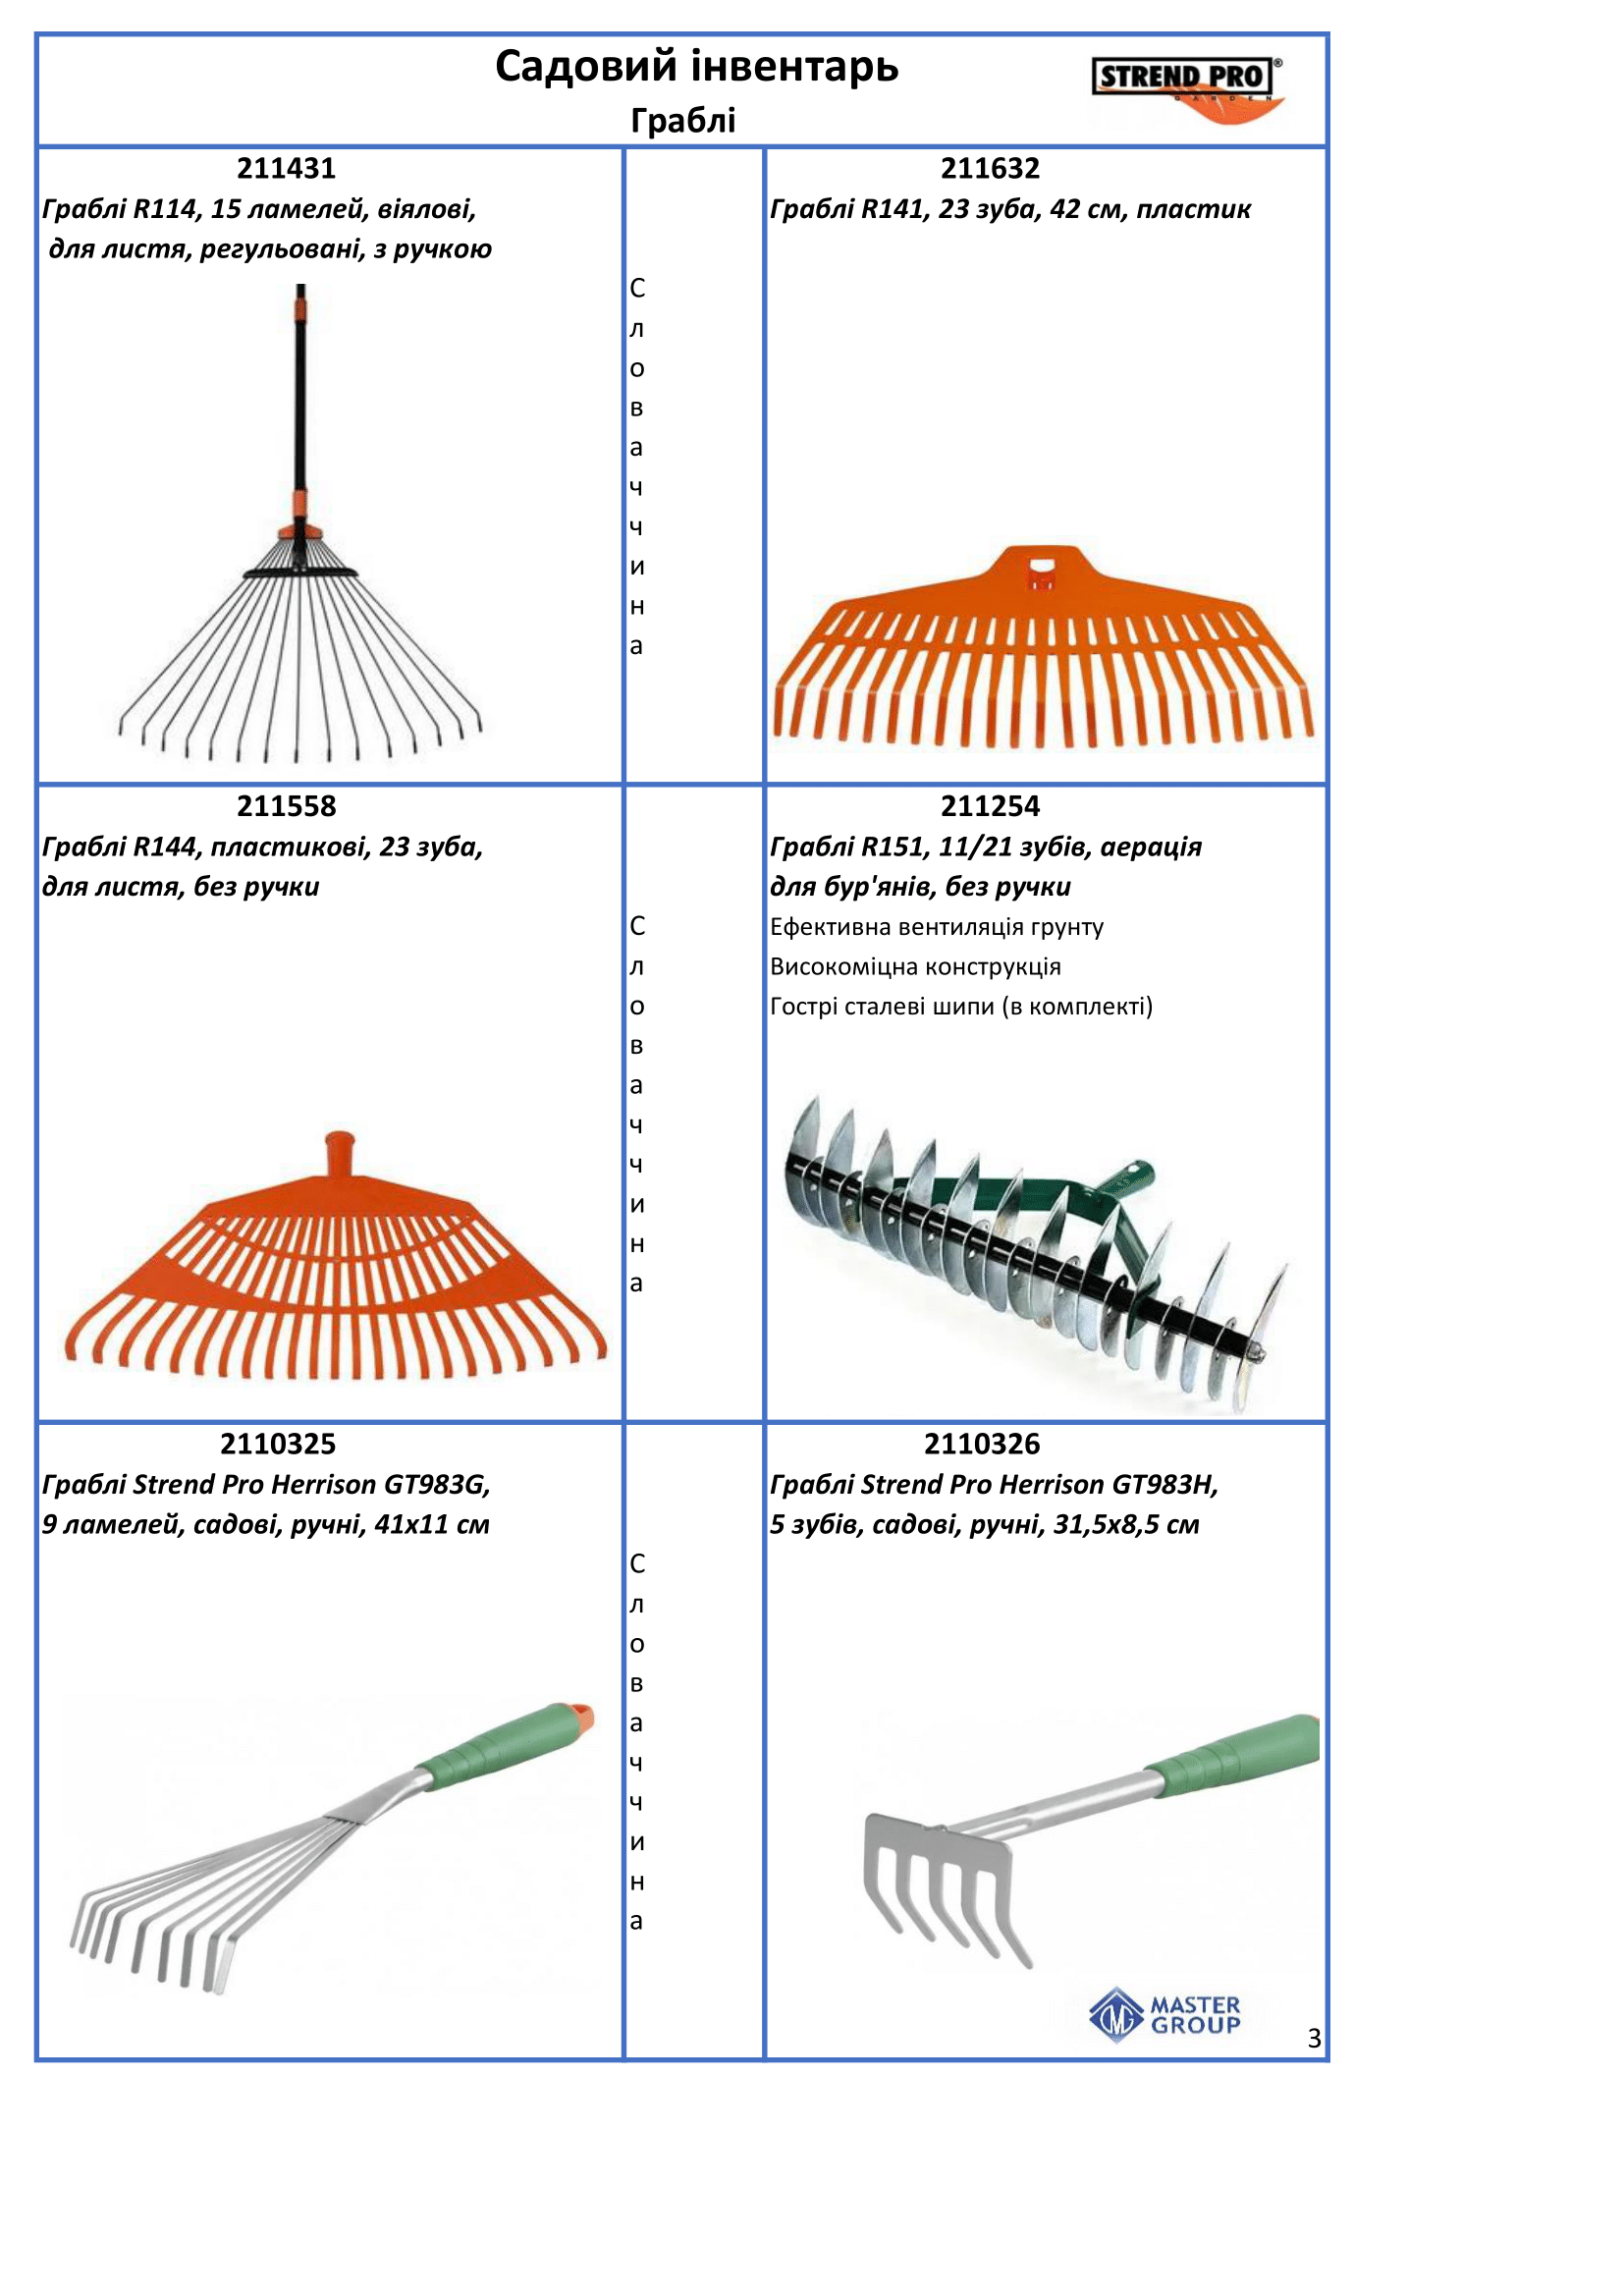 Садовий інвентарь
Граблі
STREND PRO®
GARDEN
211431
Граблі R114, 15 ламелей, віялові,
для листя, регульовані, з ручкою
С
л
о
в
а
ч
ч
и
н
а
211632
Граблі R141, 23 зуба, 42 см, пластик
211558
Граблі R144, пластикові, 23 зуба,
для листя, без ручки
С
л
о
в
а
ч
ч
и
н
а
211254
Граблі R151, 11/21 зубів, аерація
для бур'янів, без ручки
Ефективна вентиляція грунту
Високоміцна конструкція
Гострі сталеві шипи (в комплекті)
2110325
Граблі Strend Pro Herrison GT983G,
9 ламелей, садові, ручні, 41x11 см
С
л
о
в
а
ч
ч
и
н
а
2110326
Граблі Strend Pro Herrison GT983H,
5 зубів, садові, ручні, 31,5x8,5 см
MASTER
GROUP
3